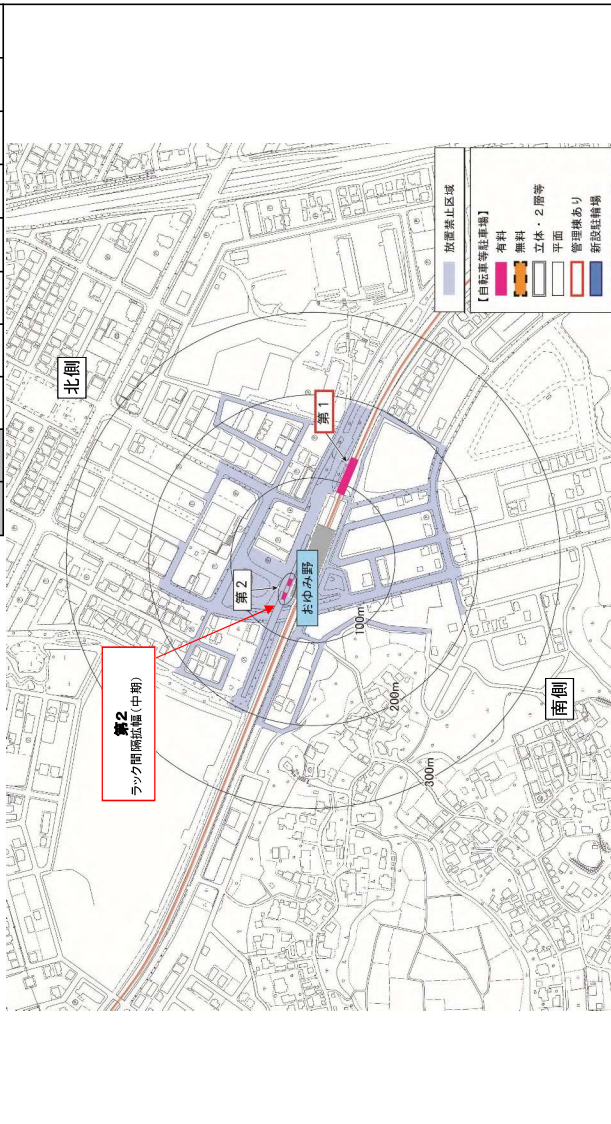 北側
第1
第2
おゆみ野
第2
ラック間隔拡幅(中期)
100m
200m
300m
南側
放置禁止区域
【自転車等駐車場】
有料
無料
立体・2層等
平面
管理棟あり
新設駐輪場